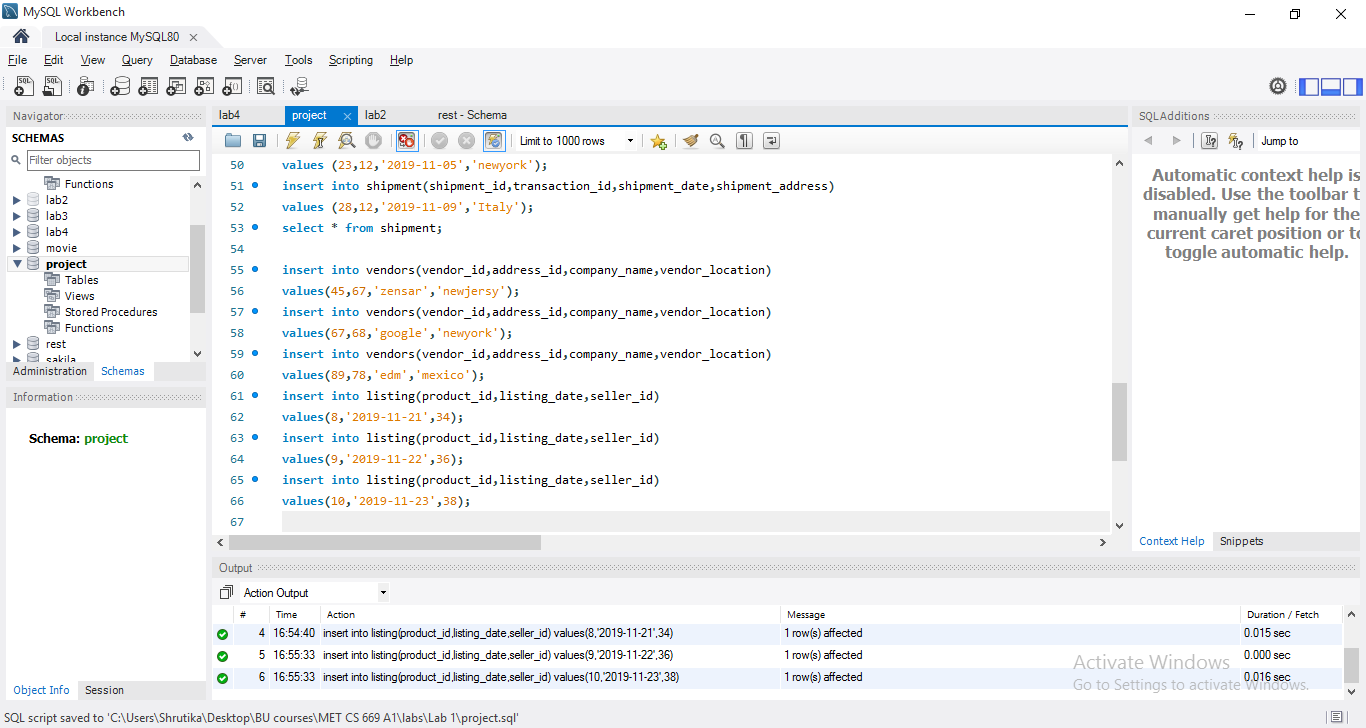 MySQL Workbench
Local instance MySQL80
File Edit View Query Database Server Tools Scripting Help
Navigator
SCHEMAS
Filter objects
Functions
lab2
lab3
lab4
movie
project
Tables
Views
Stored Procedures
Functions
rest
sakila
Administration Schemas
Information
Schema: project
Object Info Session
lab4 project lab2 rest - Schema
Limit to 1000 rows
50 values (23,12,'2019-11-05','newyork');
51 insert into shipment(shipment_id,transaction_id,shipment_date,shipment_address)
52 values (28,12,'2019-11-09','Italy');
53 select * from shipment;
54
55 insert into vendors(vendor_id,address_id,company_name,vendor_location)
56 values(45,67,'zensar','newjersy');
57 insert into vendors(vendor_id,address_id,company_name,vendor_location)
58 values(67,68,'google','newyork');
59 insert into vendors(vendor_id,address_id,company_name,vendor_location)
60 values(89,78,'edm','mexico');
61 insert into listing(product_id,listing_date,seller_id)
62 values(8,'2019-11-21',34);
63 insert into listing(product_id,listing_date,seller_id)
64 values(9,'2019-11-22',36);
65 insert into listing(product_id,listing_date,seller_id)
66 values(10,'2019-11-23',38);
67
SQLAdditions
Jump to
Automatic context help is
disabled. Use the toolbar t
manually get help for the
current caret position or to
toggle automatic help.
Context Help Snippets
Output
Action Output
# Time Action Message Duration / Fetch
4 16:54:40 insert into listing(product_id,listing_date,seller_id) values(8,'2019-11-21',34) 1 row(s) affected 0.015 sec
5 16:55:33 insert into listing(product_id,listing_date,seller_id) values(9,'2019-11-22',36) 1 row(s) affected 0.000 sec
6 16:55:33 insert into listing(product_id,listing_date,seller_id) values(10,'2019-11-23',38) 1 row(s) affected 0.016 sec
Activate Windows
Go to Settings to activate Windows.
SQL script saved to 'C:\Users\Shrutika\Desktop\BU courses\MET CS 669 A1\labs\Lab 1\project.sql'